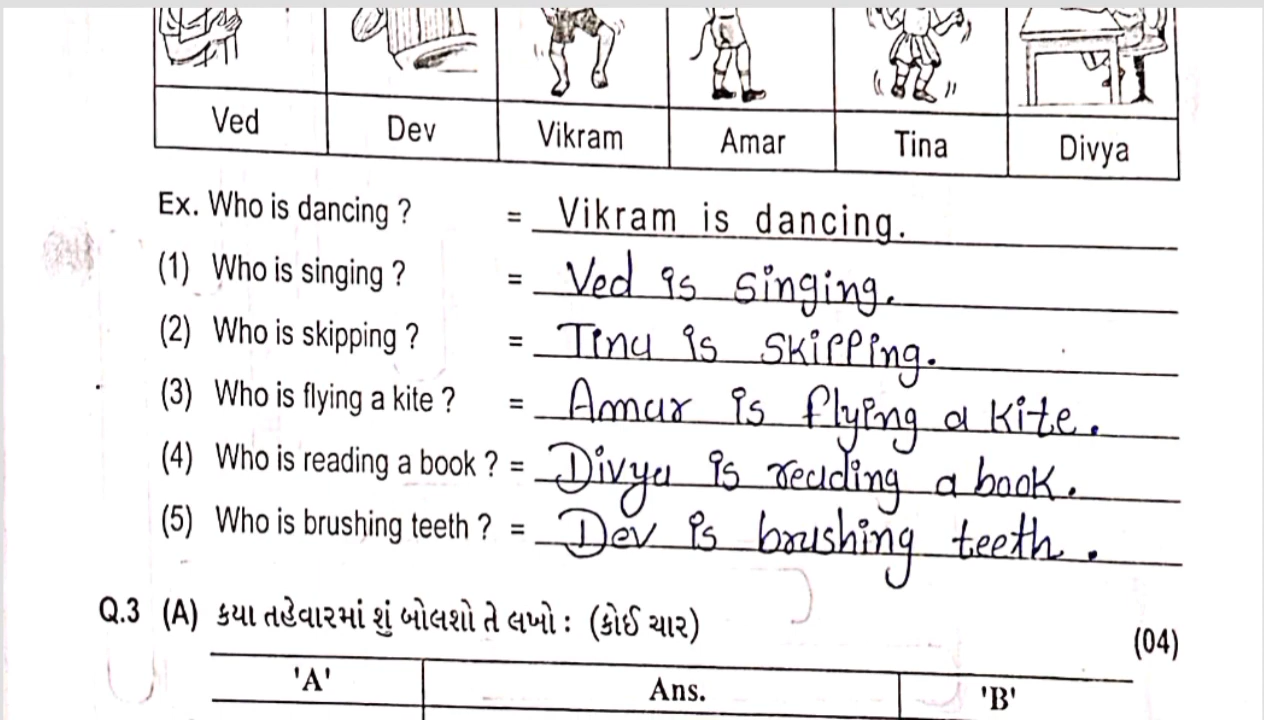 Ved Dev Vikram Amar Tina Divya
Ex. Who is dancing ? = Vikram is dancing.
(1) Who is singing ? = Ved is singing.
(2) Who is skipping ? = Tina is skipping.
(3) Who is flying a kite ? = Amar is flying a kite.
(4) Who is reading a book ? = Divya is reading a book.
(5) Who is brushing teeth ? = Dev is brushing teeth.
Q.3 (A) કયા તહેવારમાં શું બોલશો તે લખો : (કોઈ ચાર) (04)
'A' Ans. 'B'